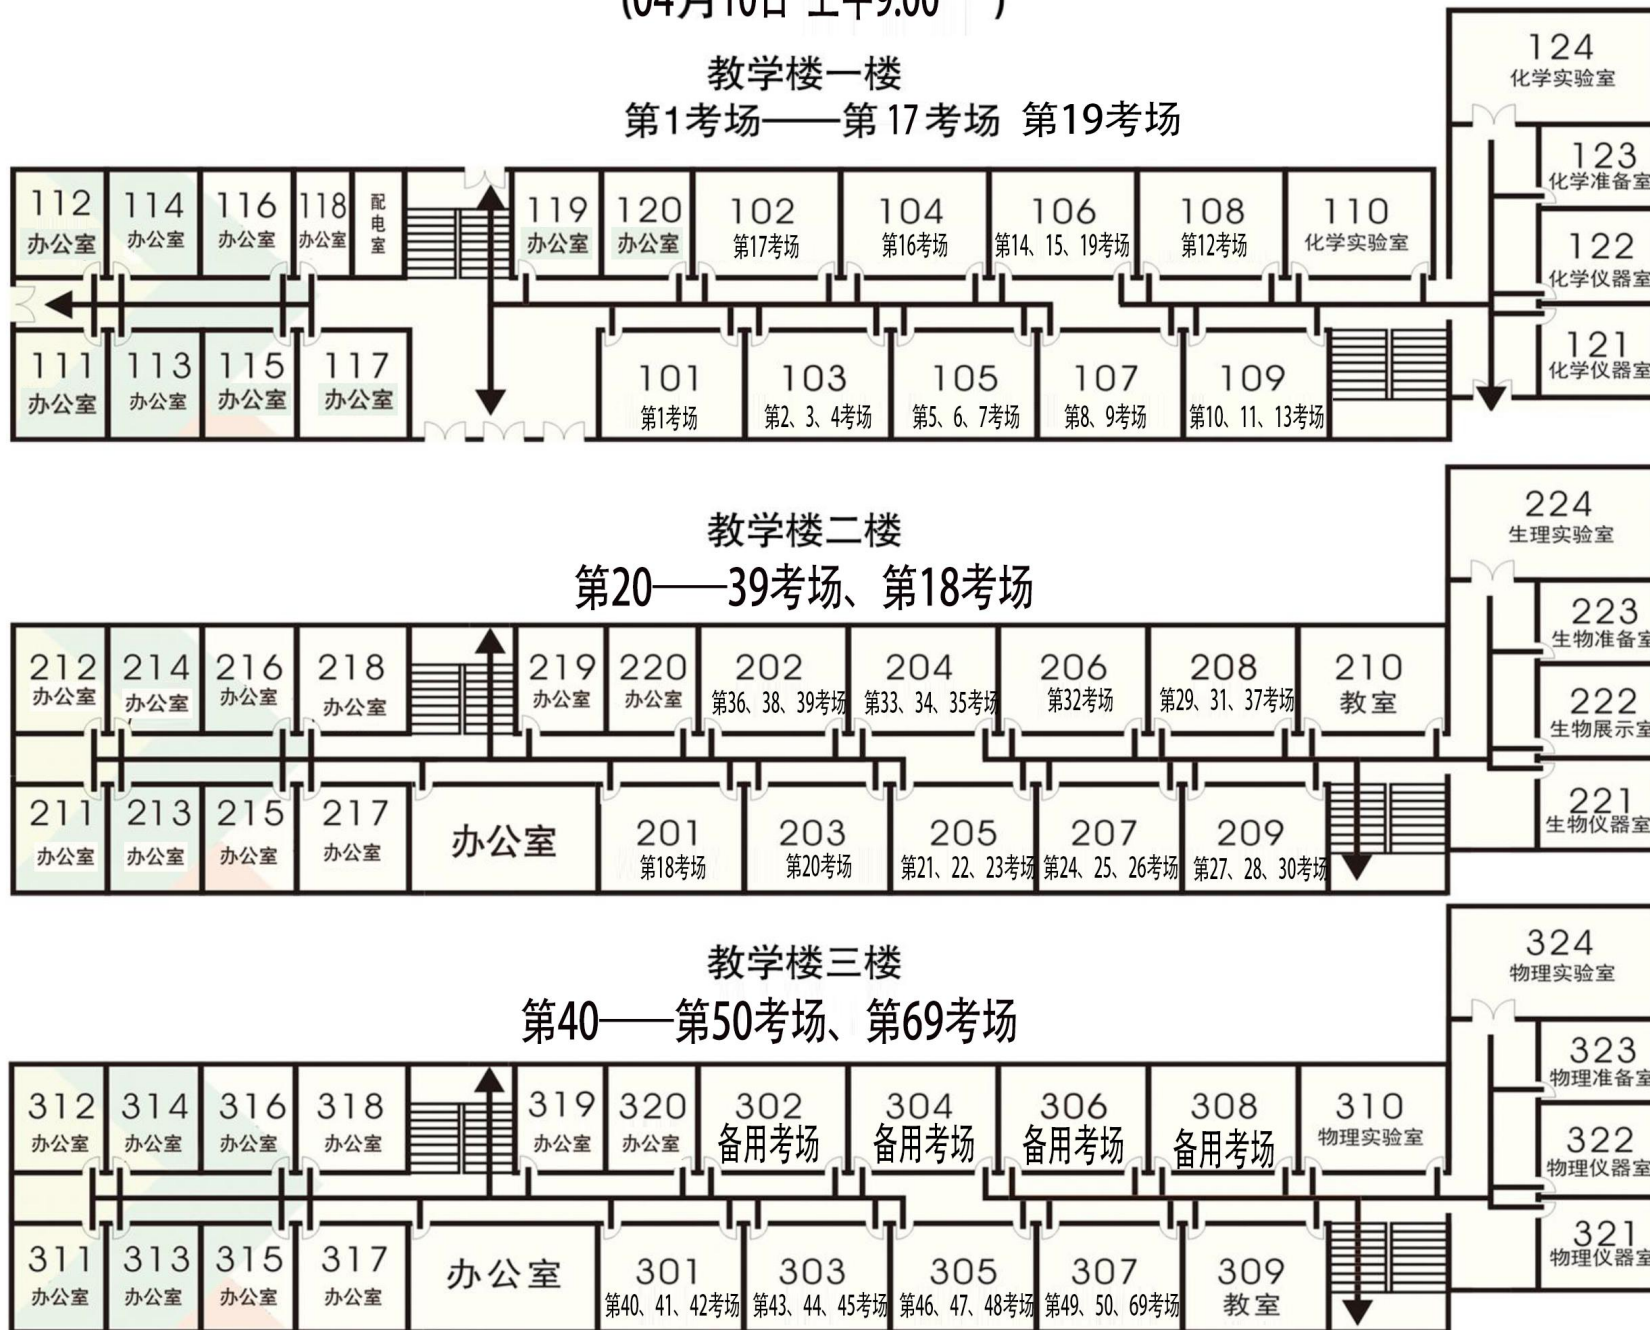 (04月10日 上午9:00 )
教学楼一楼
第1考场——第17考场 第19考场
124
化学实验室
123
化学准备室
122
化学仪器室
121
化学仪器室
112
办公室
114
办公室
116
办公室
118
办公室
配电室
119
办公室
120
办公室
102
第17考场
104
第16考场
106
第14、15、19考场
108
第12考场
110
化学实验室
111
办公室
113
办公室
115
办公室
117
办公室
101
第1考场
103
第2、3、4考场
105
第5、6、7考场
107
第8、9考场
109
第10、11、13考场
教学楼二楼
第20——39考场、第18考场
224
生理实验室
223
生物准备室
222
生物展示室
221
生物仪器室
212
办公室
214
办公室
216
办公室
218
办公室
219
办公室
220
办公室
202
第36、38、39考场
204
第33、34、35考场
206
第32考场
208
第29、31、37考场
210
教室
211
办公室
213
办公室
215
办公室
217
办公室
办公室
201
第18考场
203
第20考场
205
第21、22、23考场
207
第24、25、26考场
209
第27、28、30考场
教学楼三楼
第40——第50考场、第69考场
324
物理实验室
323
物理准备室
322
物理仪器室
321
物理仪器室
312
办公室
314
办公室
316
办公室
318
办公室
319
办公室
320
办公室
302
备用考场
304
备用考场
306
备用考场
308
备用考场
310
物理实验室
311
办公室
313
办公室
315
办公室
317
办公室
办公室
301
第40、41、42考场
303
第43、44、45考场
305
第46、47、48考场
307
第49、50、69考场
309
教室